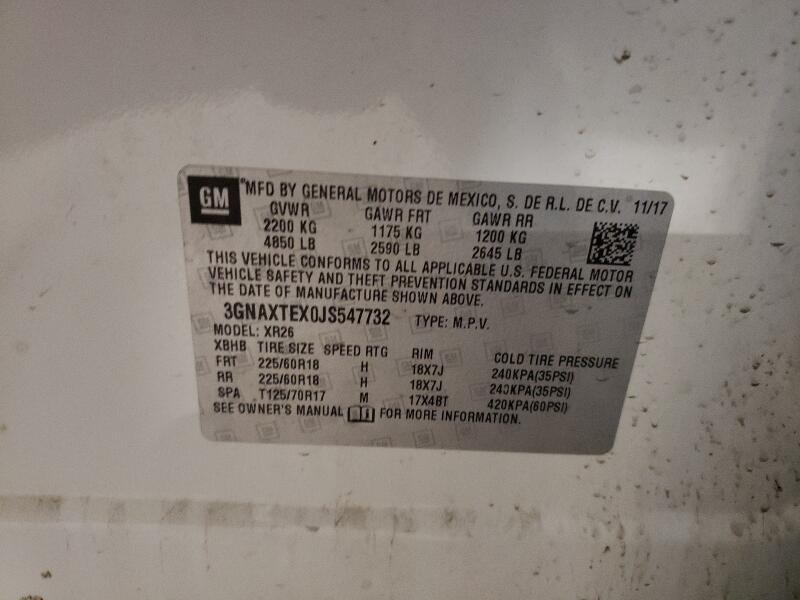 GM MFD BY GENERAL MOTORS DE MEXICO, S. DE R.L. DE C.V. 11/17
GVWR GAWR FRT GAWR RR
2200 KG 1175 KG 1200 KG
4850 LB 2590 LB 2645 LB
THIS VEHICLE CONFORMS TO ALL APPLICABLE U.S. FEDERAL MOTOR
VEHICLE SAFETY AND THEFT PREVENTION STANDARDS IN EFFECT ON
THE DATE OF MANUFACTURE SHOWN ABOVE.
3GNAXTEX0JS547732 TYPE: M.P.V.
MODEL: XR26
XBHB TIRE SIZE SPEED RTG RIM COLD TIRE PRESSURE
FRT 225/60R18 H 18X7J 240KPA(35PSI)
RR 225/60R18 H 18X7J 240KPA(35PSI)
SPA T125/70R17 M 17X4BT 420KPA(60PSI)
SEE OWNER'S MANUAL FOR MORE INFORMATION.